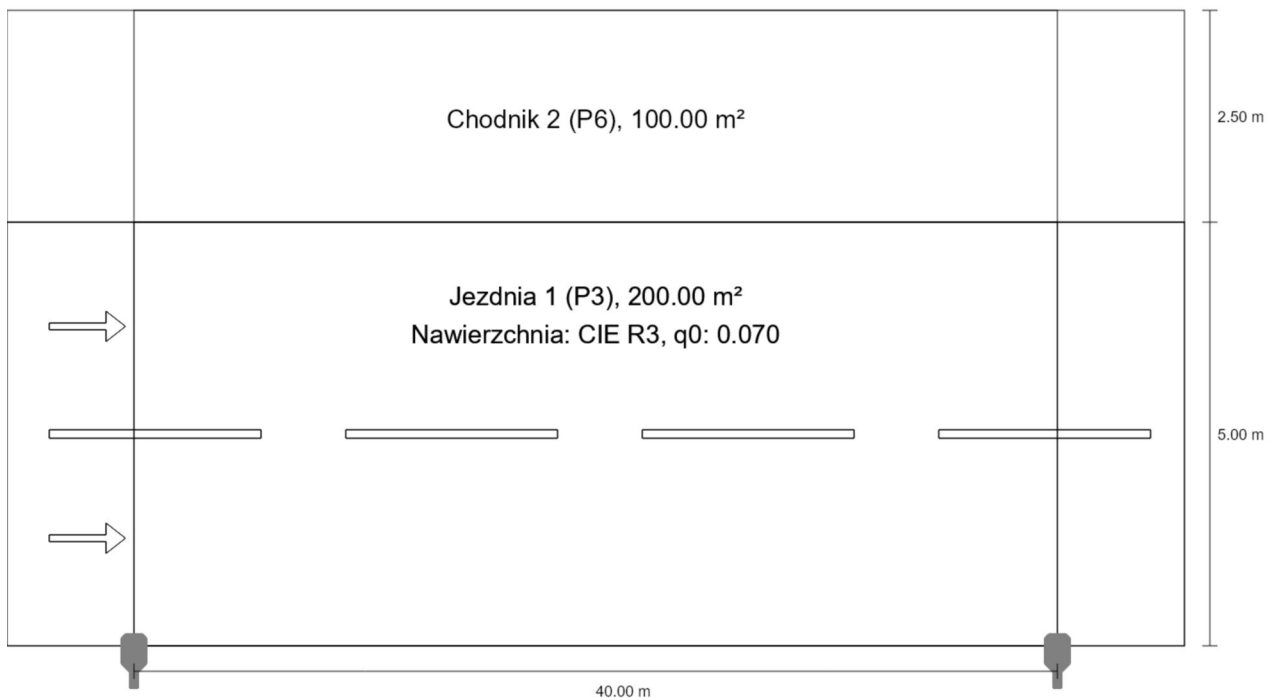 Chodnik 2 (P6), 100.00 m²
2.50 m
Jezdnia 1 (P3), 200.00 m²
Nawierzchnia: CIE R3, q0: 0.070
5.00 m
40.00 m